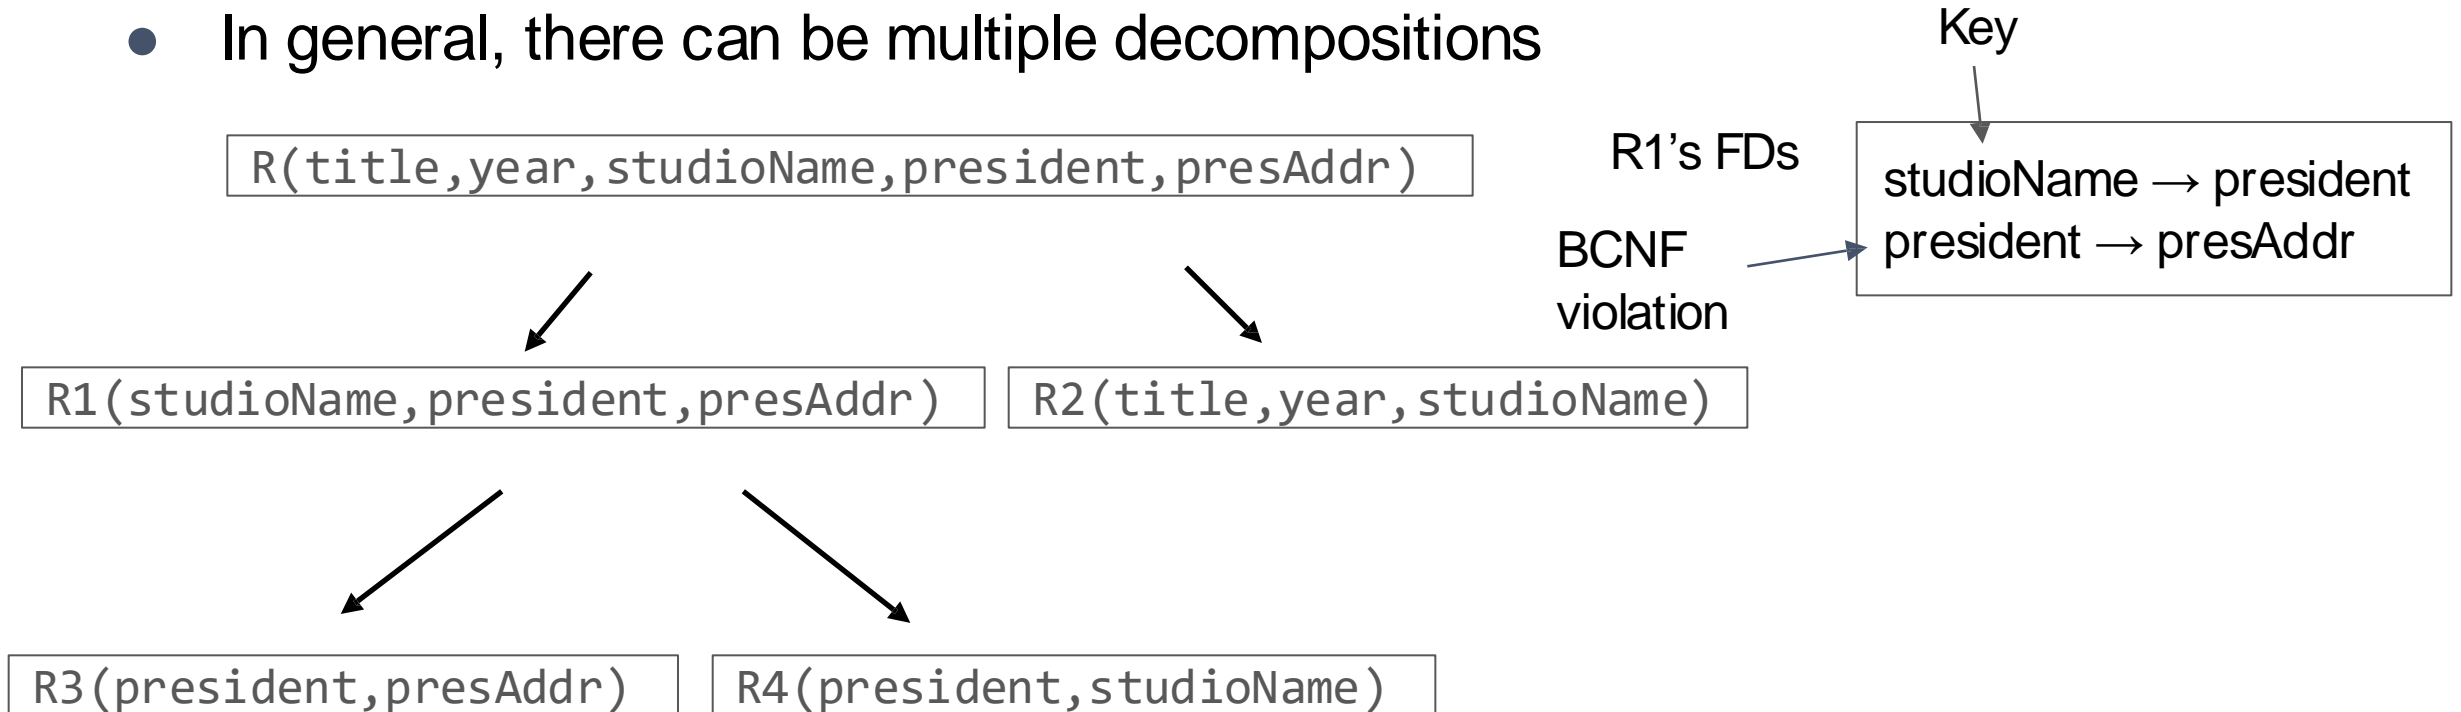 ● In general, there can be multiple decompositions
Key
R(title,year,studioName,president,presAddr)
R1’s FDs
studioName → president
president → presAddr
BCNF
violation
R1(studioName,president,presAddr)
R2(title,year,studioName)
R3(president,presAddr)
R4(president,studioName)